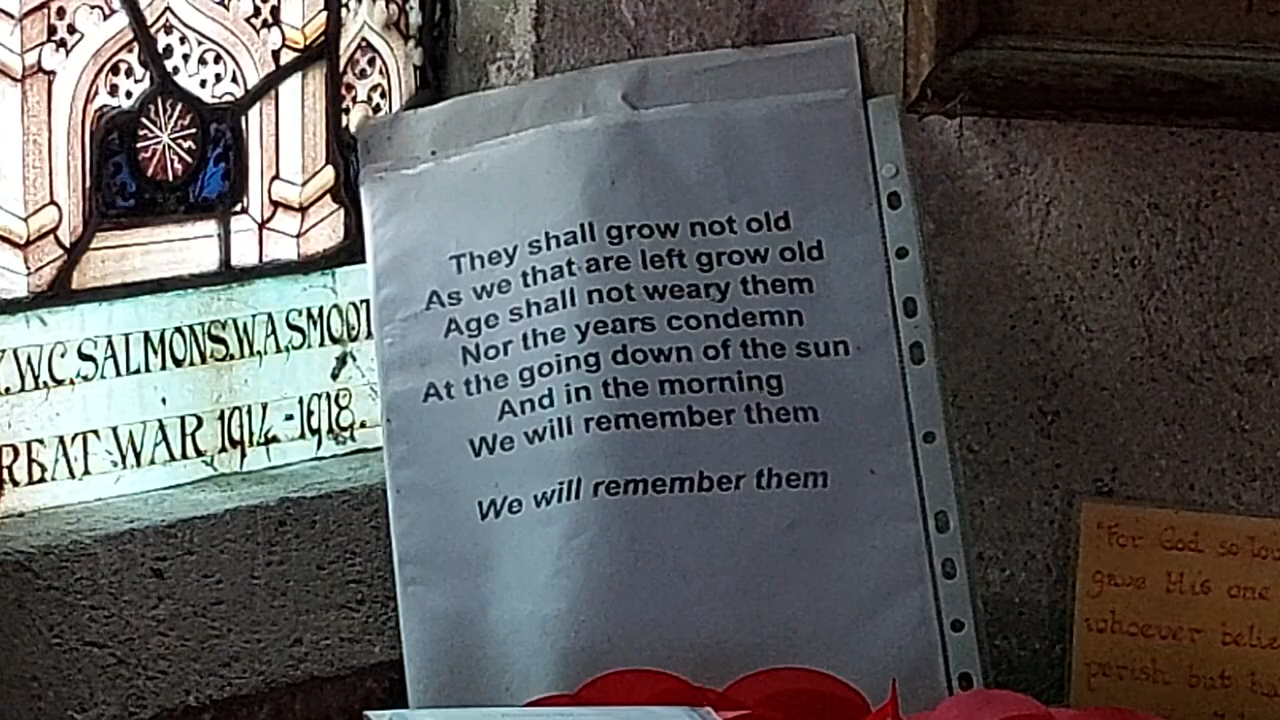 W.C. SALMONS. W.A. SMOOT
GREAT WAR 1914-1918.
They shall grow not old
As we that are left grow old
Age shall not weary them
Nor the years condemn
At the going down of the sun
And in the morning
We will remember them
We will remember them
"For God so lo
gave His one
whoever belie
perish but ha